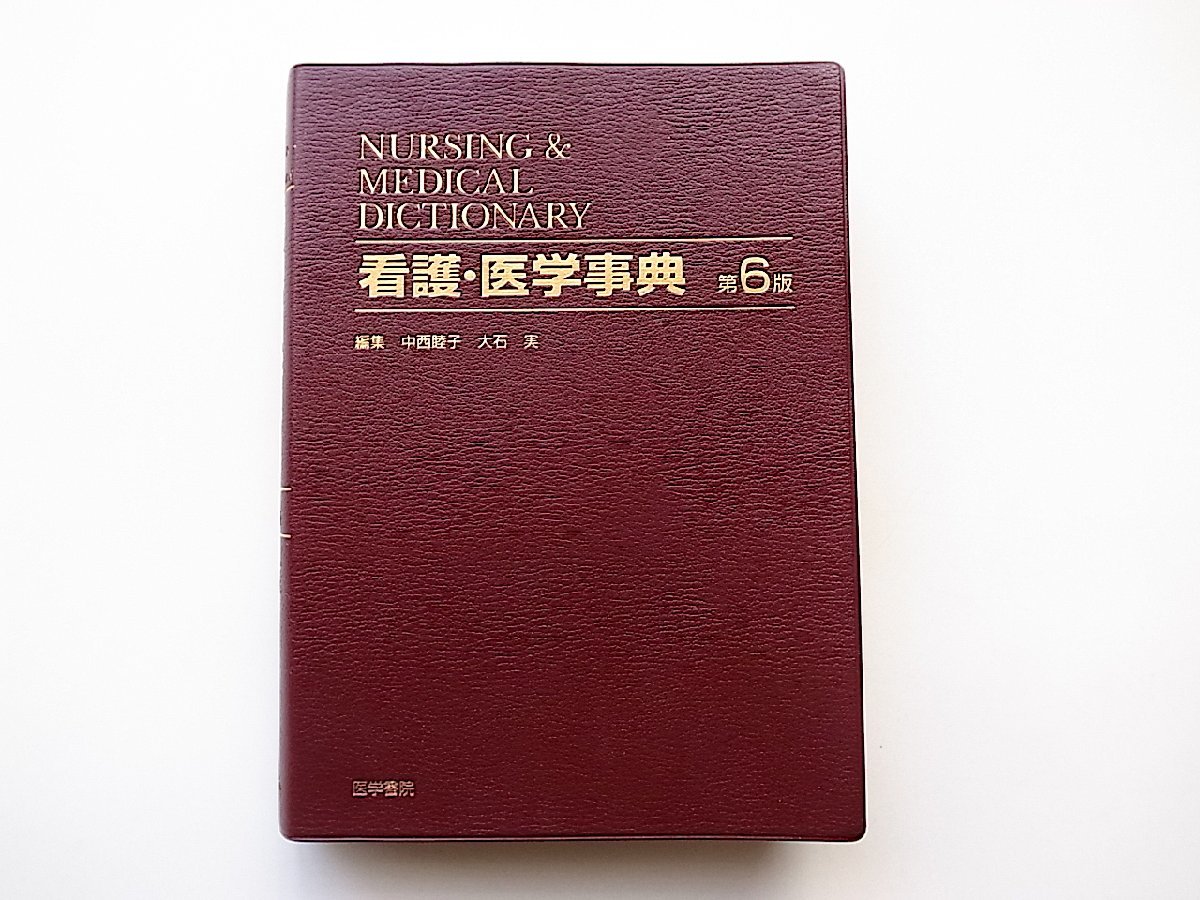 NURSING &
MEDICAL
DICTIONARY
看護・医学事典 第6版
編集 中西睦子 大石 実
医学書院